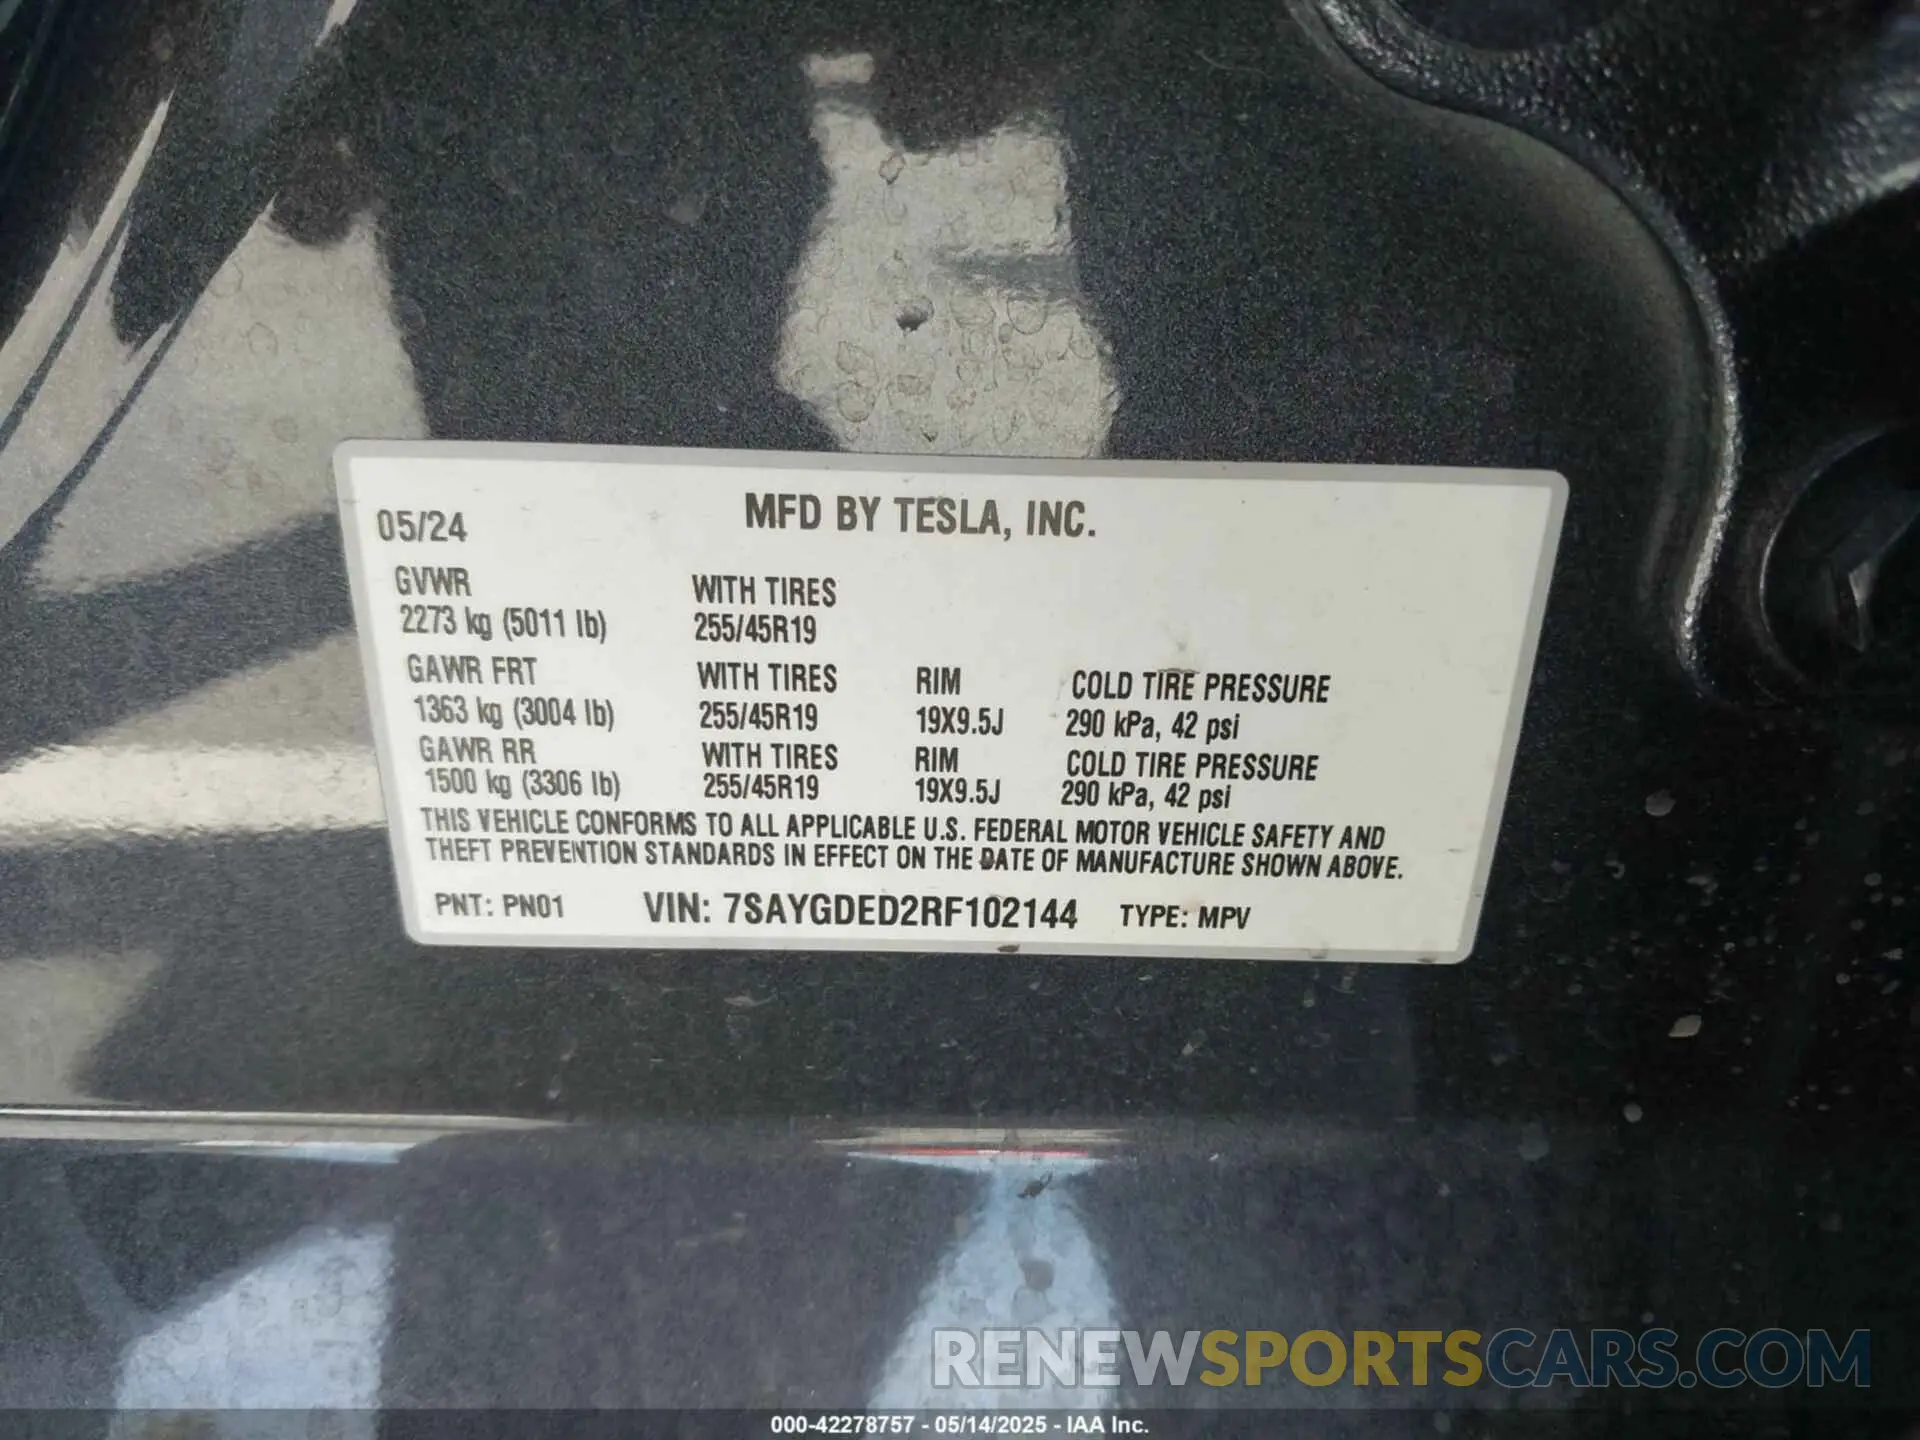 05/24 MFD BY TESLA, INC.
GVWR WITH TIRES
2273 kg (5011 lb) 255/45R19
GAWR FRT WITH TIRES RIM COLD TIRE PRESSURE
1363 kg (3004 lb) 255/45R19 19X9.5J 290 kPa, 42 psi
GAWR RR WITH TIRES RIM COLD TIRE PRESSURE
1500 kg (3306 lb) 255/45R19 19X9.5J 290 kPa, 42 psi
THIS VEHICLE CONFORMS TO ALL APPLICABLE U.S. FEDERAL MOTOR VEHICLE SAFETY AND
THEFT PREVENTION STANDARDS IN EFFECT ON THE DATE OF MANUFACTURE SHOWN ABOVE.
PNT: PN01 VIN: 7SAYGDED2RF102144 TYPE: MPV
RENEWSPORTSCARS.COM
000-42278757 - 05/14/2025 - IAA Inc.